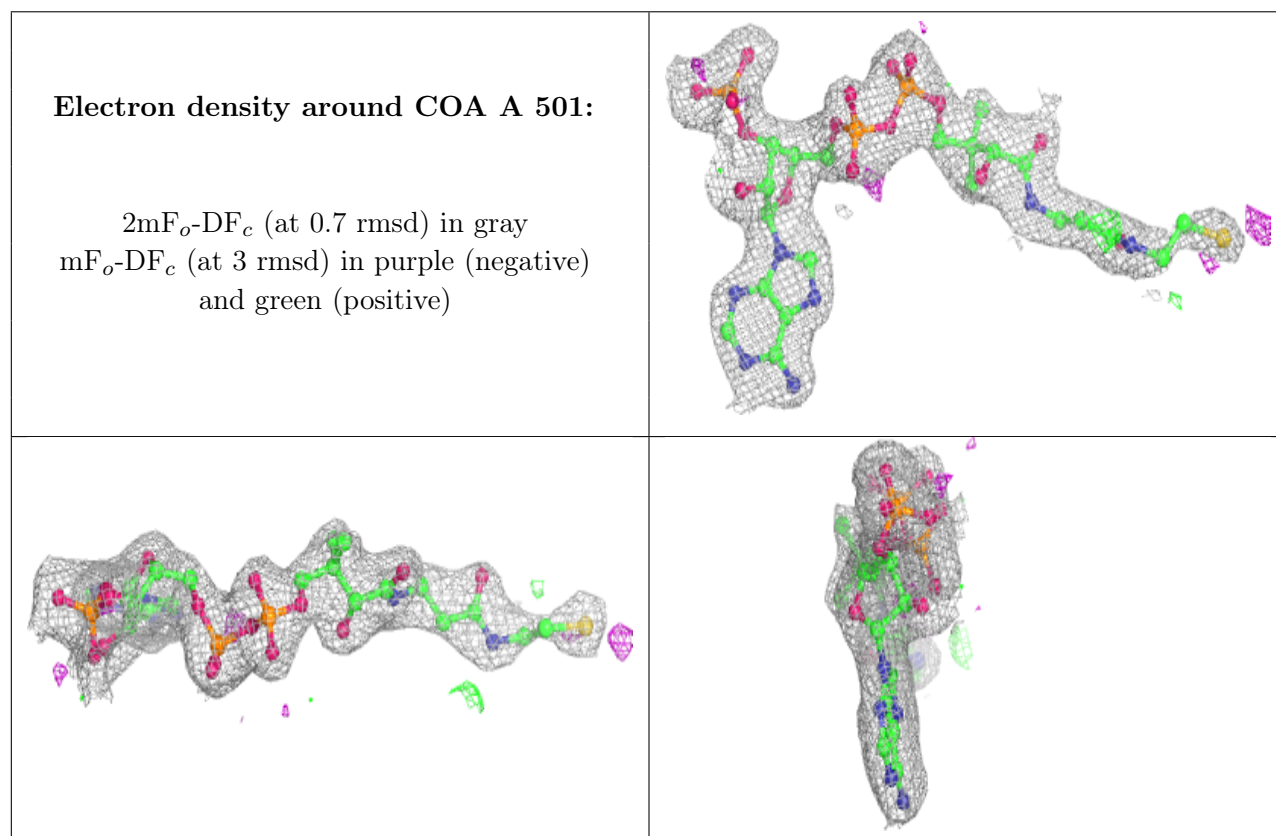 Electron density around COA A 501:
2mFo-DFc (at 0.7 rmsd) in gray
mFo-DFc (at 3 rmsd) in purple (negative)
and green (positive)